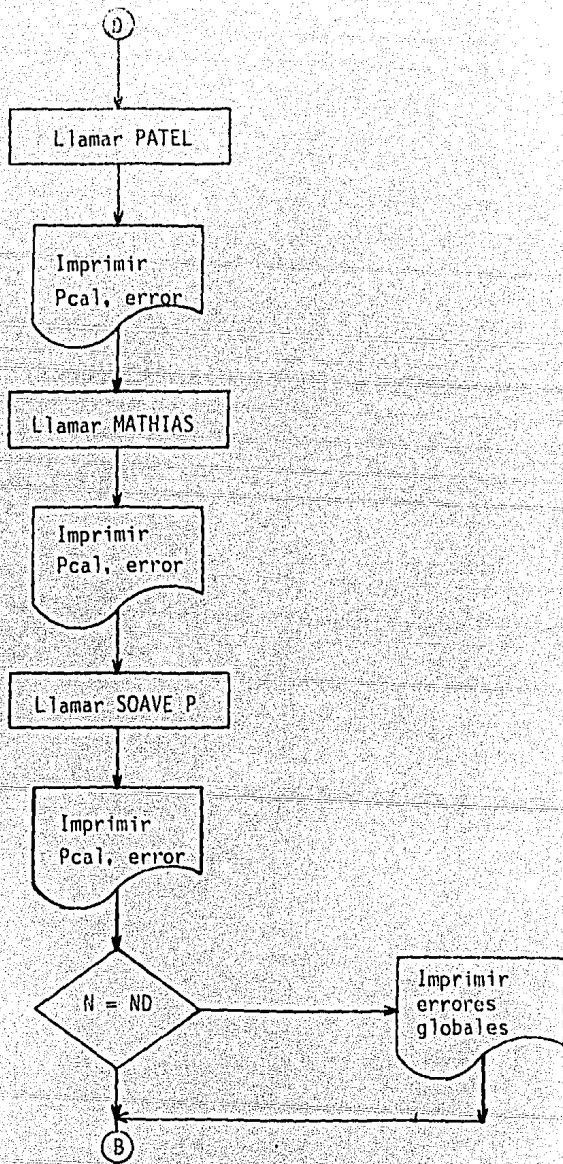 D
Llamar PATEL
Imprimir
Pcal, error
Llamar MATHIAS
Imprimir
Pcal, error
Llamar SOAVE P
Imprimir
Pcal, error
N = ND
Imprimir
errores
globales
B